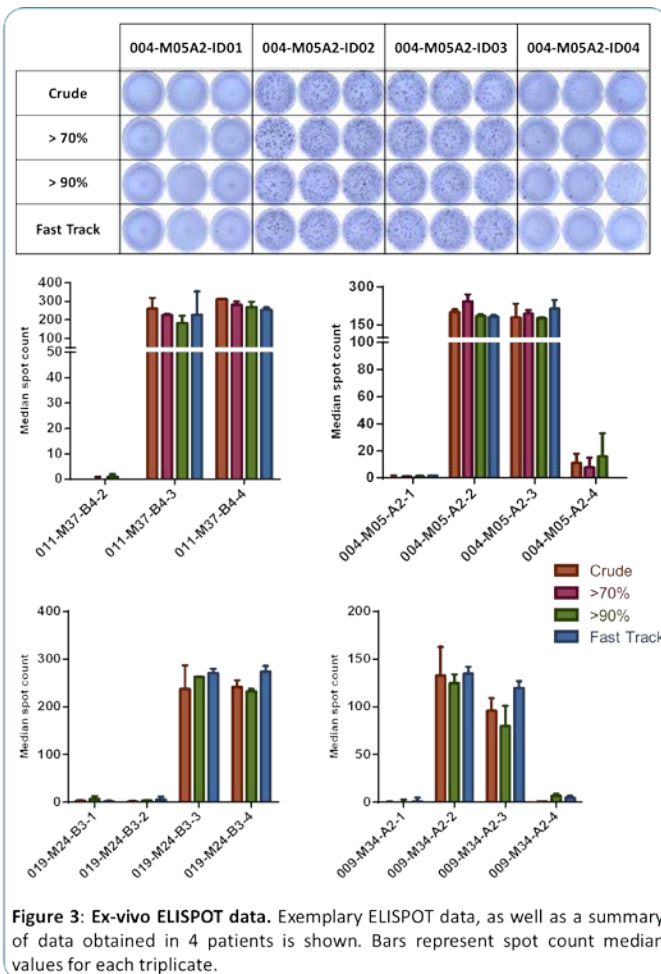 004-M05A2-ID01 004-M05A2-ID02 004-M05A2-ID03 004-M05A2-ID04
Crude
> 70%
> 90%
Fast Track
Median spot count
400
300
200
100
50
40
30
20
10
0
011-M37-B4-2 011-M37-B4-3 011-M37-B4-4
Median spot count
300
150
100
80
60
40
20
0
004-M05-A2-1 004-M05-A2-2 004-M05-A2-3 004-M05-A2-4
Crude
>70%
>90%
Fast Track
Median spot count
400
300
200
100
0
019-M24-B3-1 019-M24-B3-2 019-M24-B3-3 019-M24-B3-4
Median spot count
200
150
100
50
0
009-M34-A2-1 009-M34-A2-2 009-M34-A2-3 009-M34-A2-4
Figure 3: Ex-vivo ELISPOT data. Exemplary ELISPOT data, as well as a summary
of data obtained in 4 patients is shown. Bars represent spot count median
values for each triplicate.